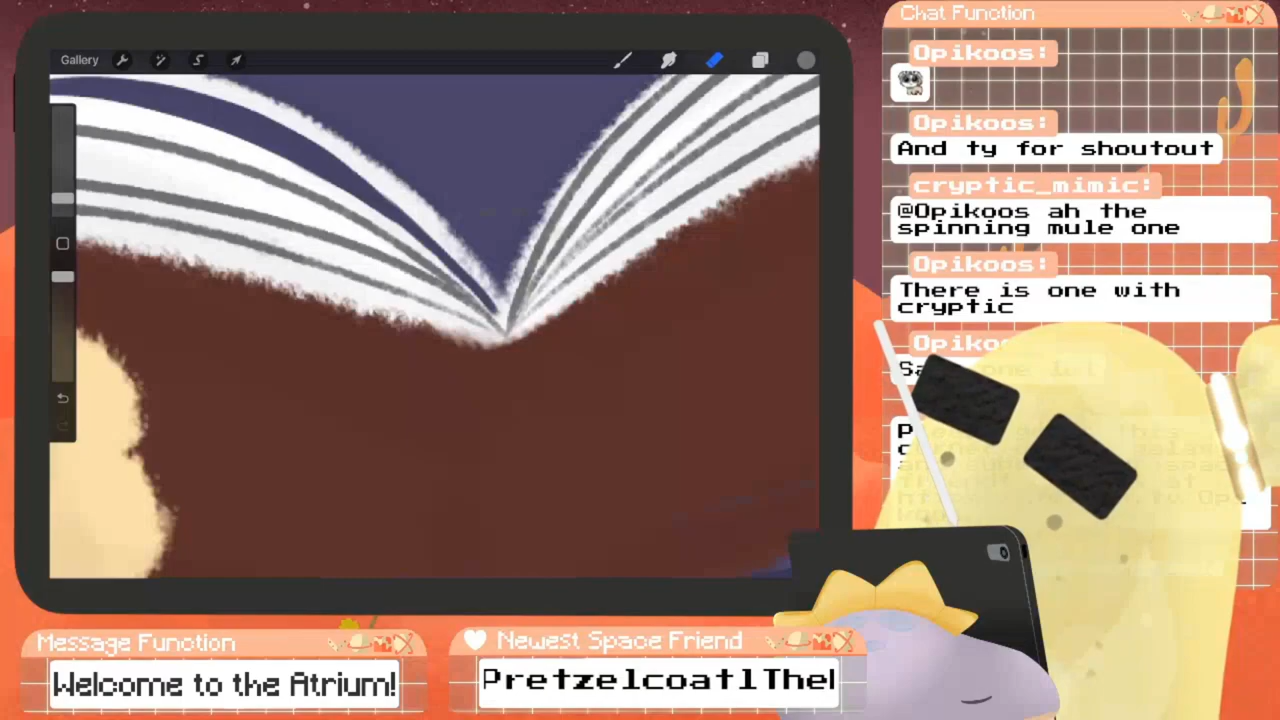 Chat Function
Opikoos:
Opikoos:
And ty for shoutout
cryptic_mimic:
@Opikoos ah the
spinning mule one
Opikoos:
There is one with
cryptic
Gallery
Message Function
Welcome to the Atrium!
Newest Space Friend
PretzelcoatlThe